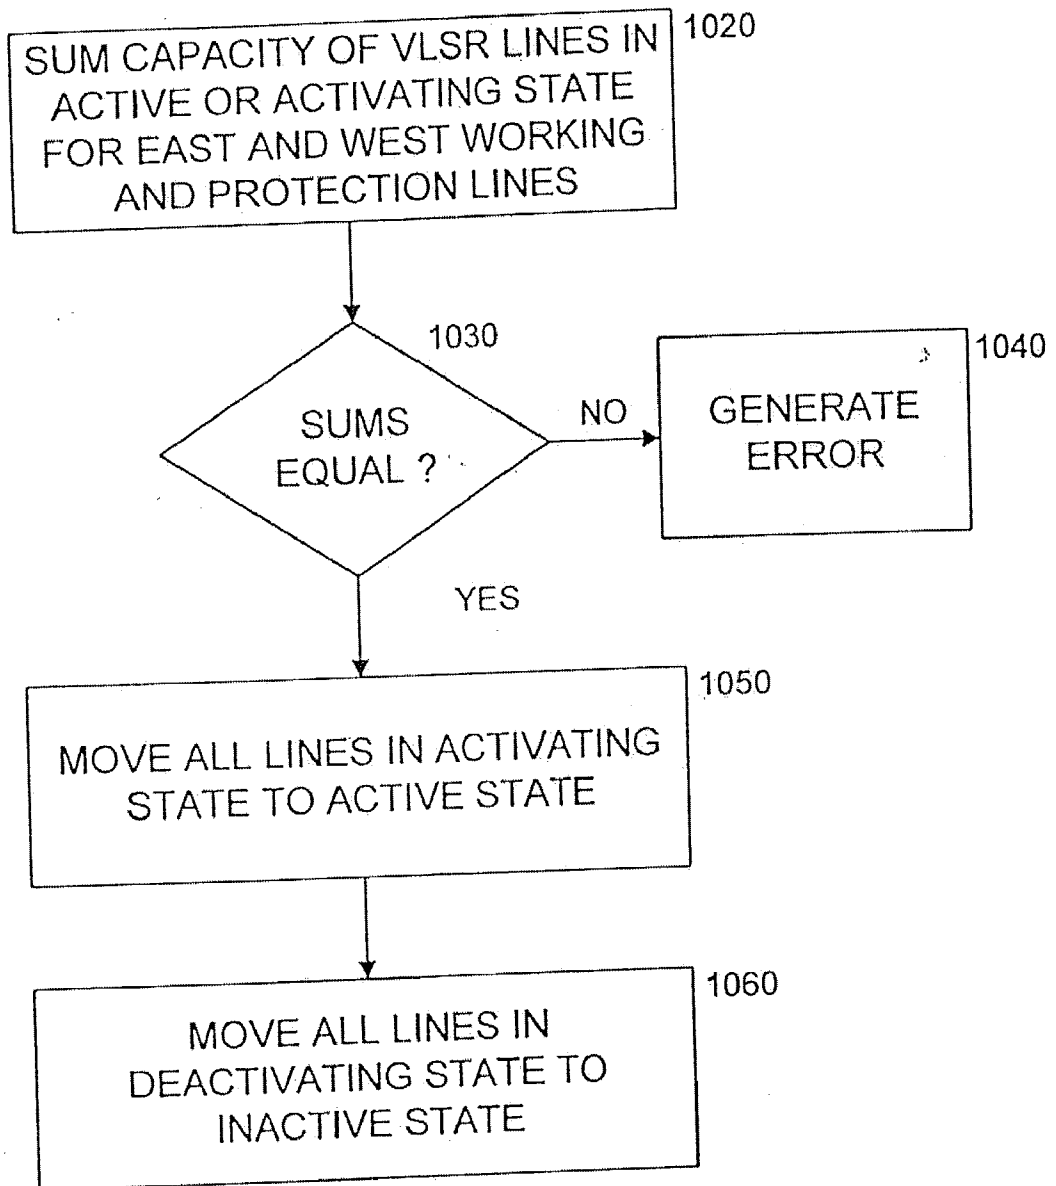 SUM CAPACITY OF VLSR LINES IN
ACTIVE OR ACTIVATING STATE
FOR EAST AND WEST WORKING
AND PROTECTION LINES
1020
1030
SUMS
EQUAL ?
NO
1040
GENERATE
ERROR
YES
1050
MOVE ALL LINES IN ACTIVATING
STATE TO ACTIVE STATE
1060
MOVE ALL LINES IN
DEACTIVATING STATE TO
INACTIVE STATE